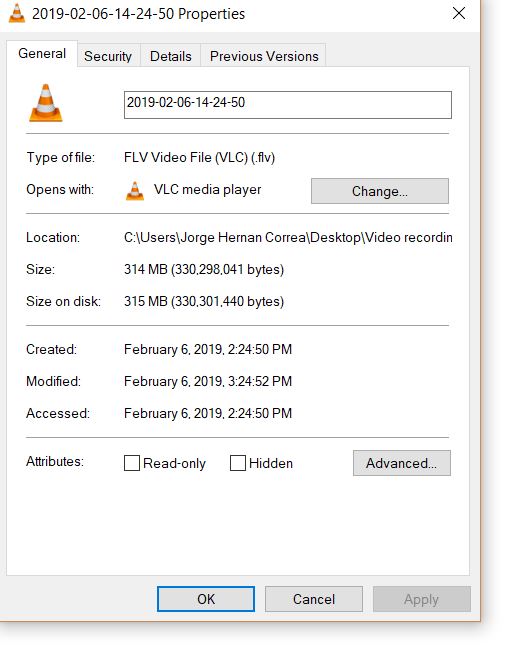 2019-02-06-14-24-50 Properties
General Security Details Previous Versions
2019-02-06-14-24-50
Type of file: FLV Video File (VLC) (.flv)
Opens with: VLC media player Change...
Location: C:\Users\Jorge Hernan Correa\Desktop\Video recordin
Size: 314 MB (330,298,041 bytes)
Size on disk: 315 MB (330,301,440 bytes)
Created: February 6, 2019, 2:24:50 PM
Modified: February 6, 2019, 3:24:52 PM
Accessed: February 6, 2019, 2:24:50 PM
Attributes: Read-only Hidden Advanced...
OK Cancel Apply